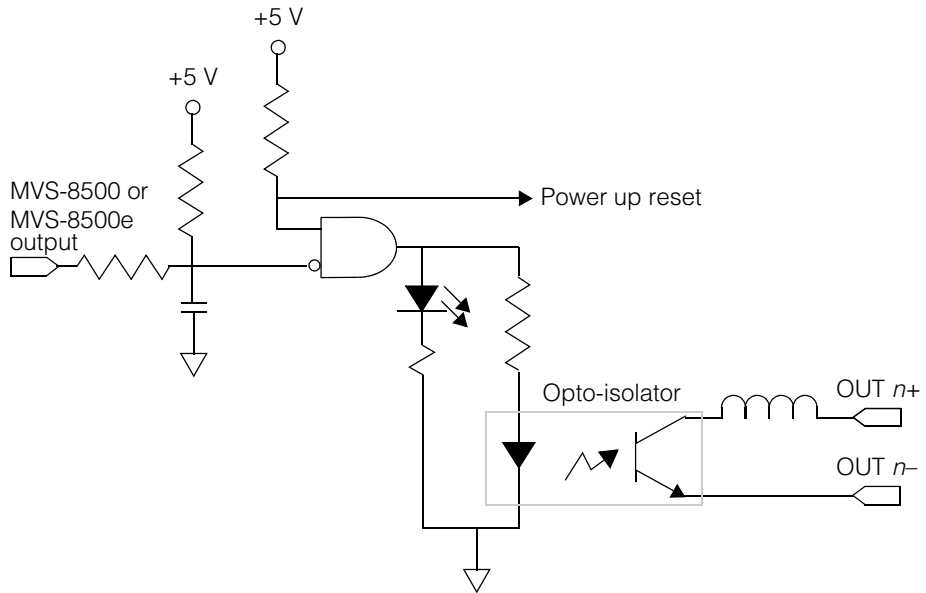 +5 V
+5 V
MVS-8500 or
MVS-8500e
output
Power up reset
Opto-isolator
OUT n+
OUT n–